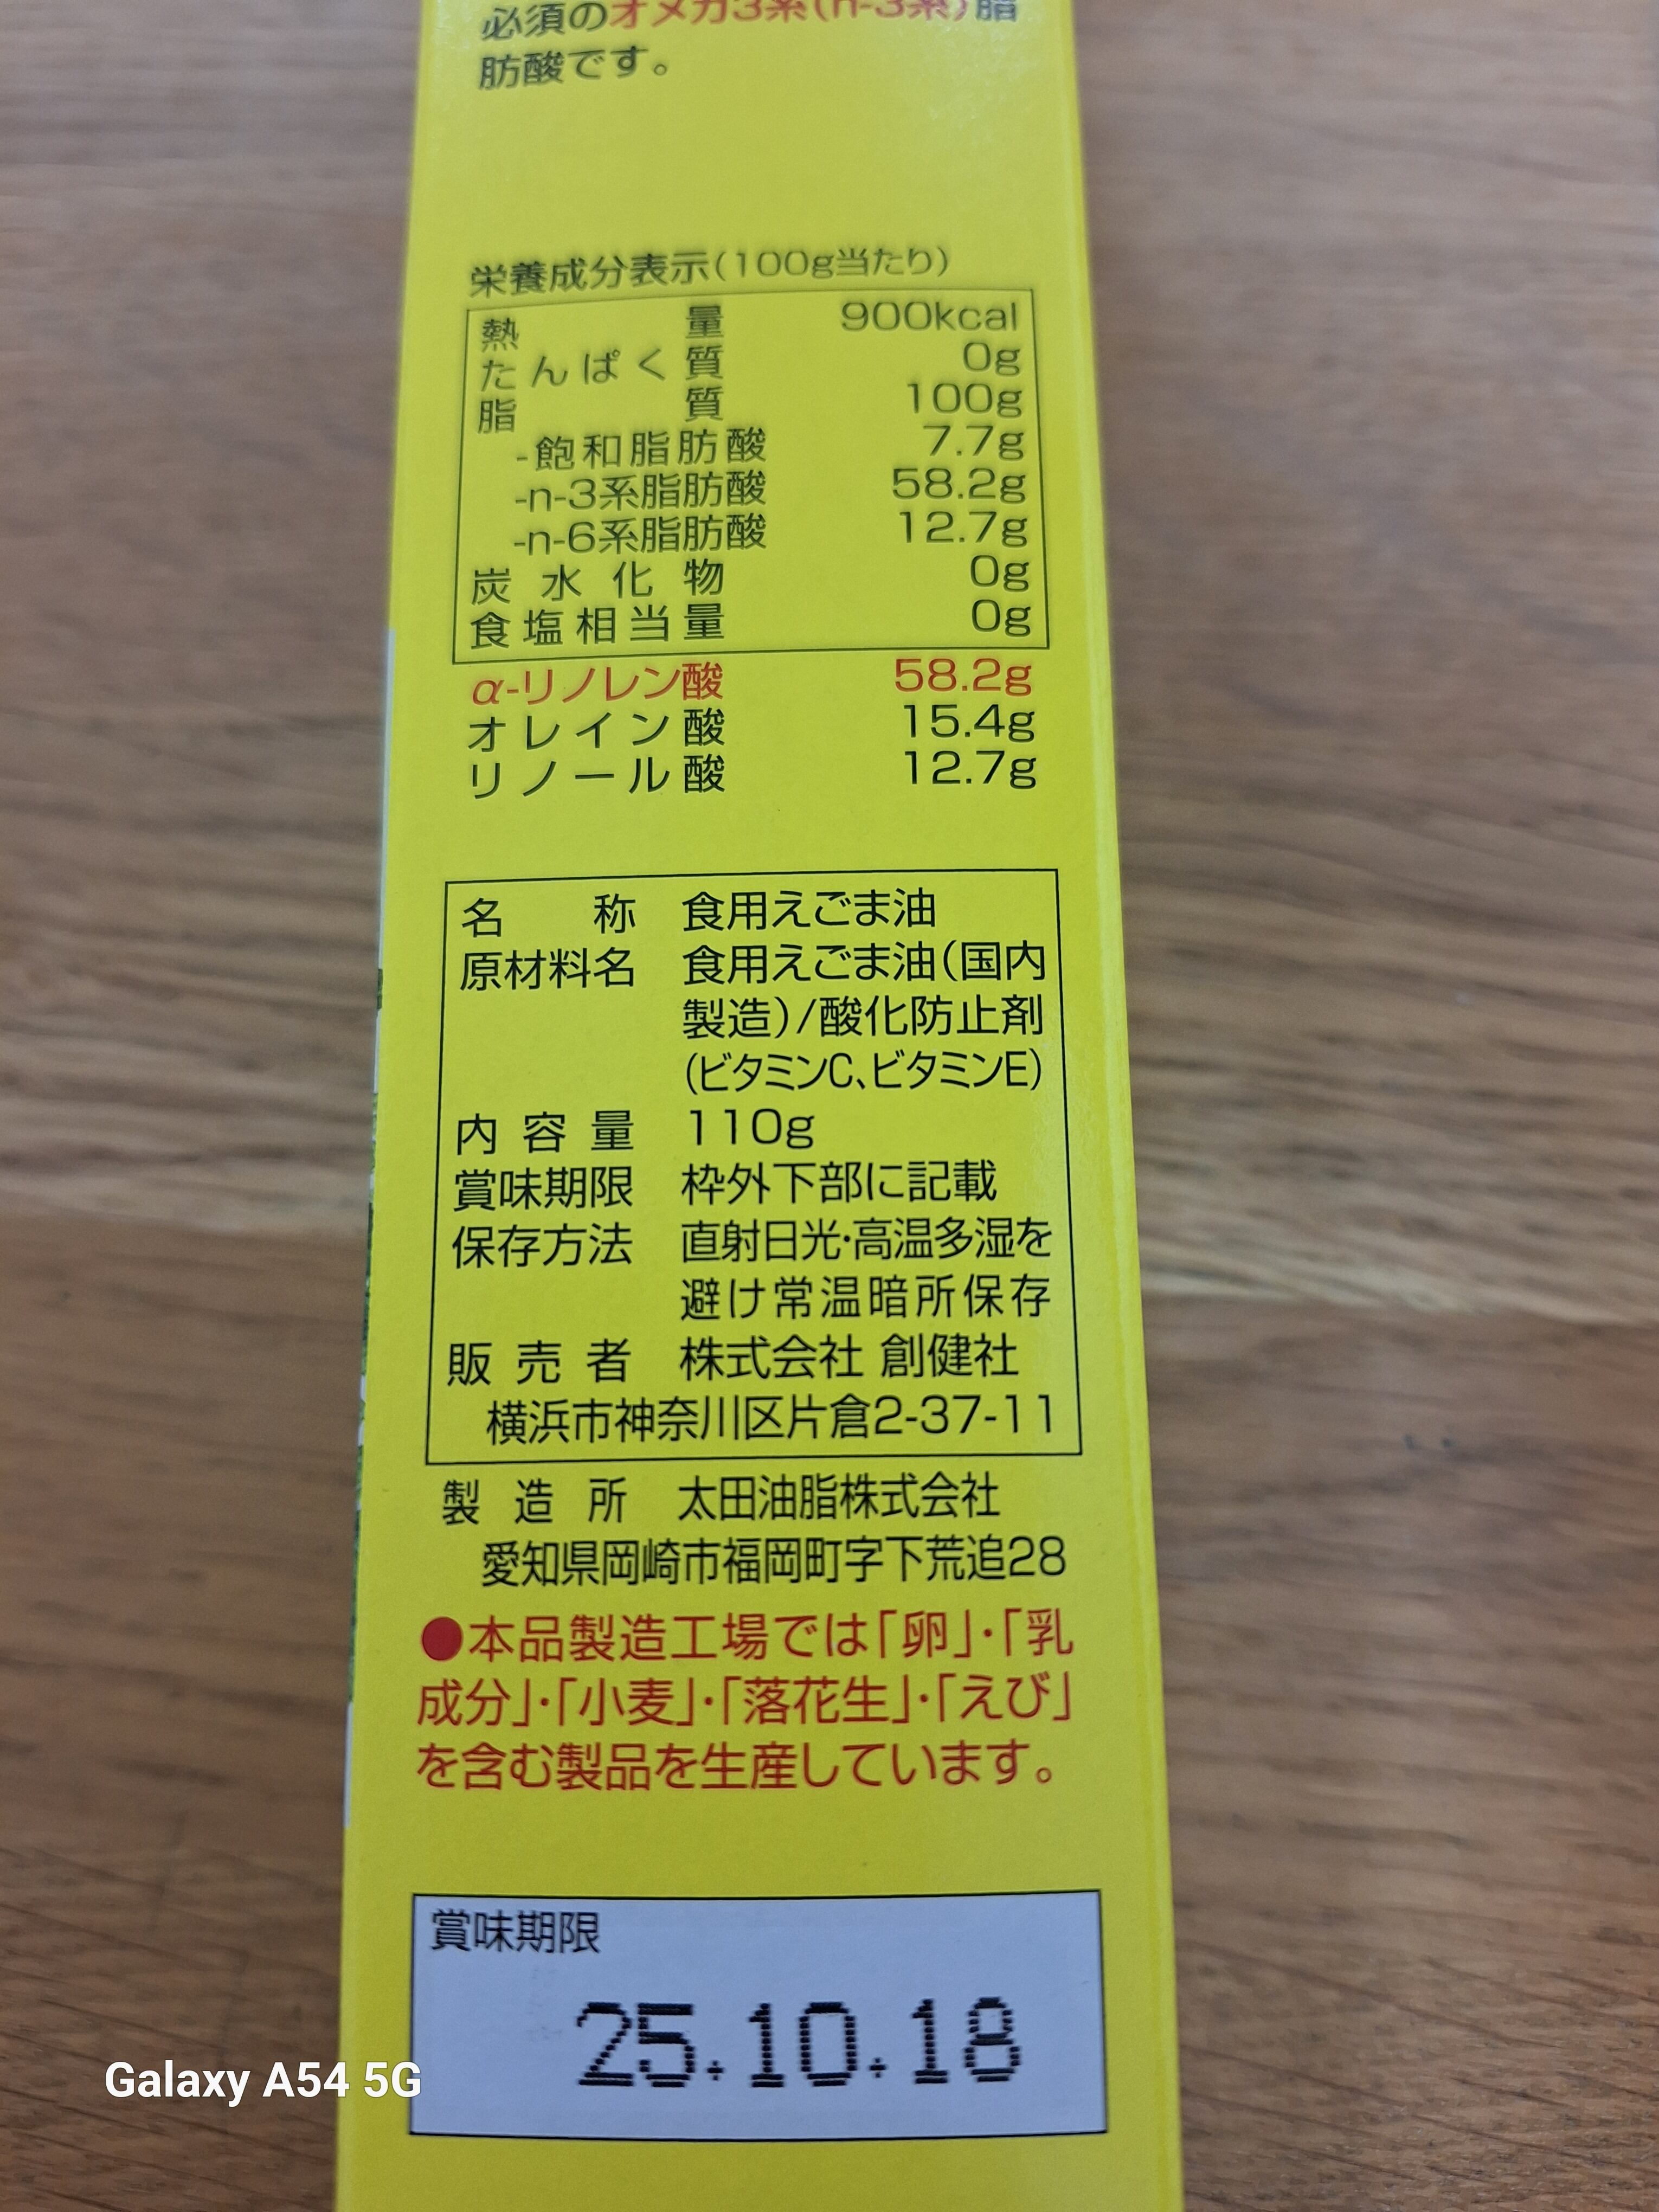 必須のオメガ3系(n-3系)脂
肪酸です。
栄養成分表示(100g当たり)
熱量 900kcal
たんぱく質 0g
脂質 100g
-飽和脂肪酸 7.7g
-n-3系脂肪酸 58.2g
-n-6系脂肪酸 12.7g
炭水化物 0g
食塩相当量 0g
α-リノレン酸 58.2g
オレイン酸 15.4g
リノール酸 12.7g
名称 食用えごま油
原材料名 食用えごま油(国内
製造)/酸化防止剤
(ビタミンC、ビタミンE)
内容量 110g
賞味期限 枠外下部に記載
保存方法 直射日光・高温多湿を
避け常温暗所保存
販売者 株式会社 創健社
横浜市神奈川区片倉2-37-11
製造所 太田油脂株式会社
愛知県岡崎市福岡町字下荒追28
●本品製造工場では「卵」・「乳
成分」・「小麦」・「落花生」・「えび」
を含む製品を生産しています。
賞味期限
25.10.18
Galaxy A54 5G